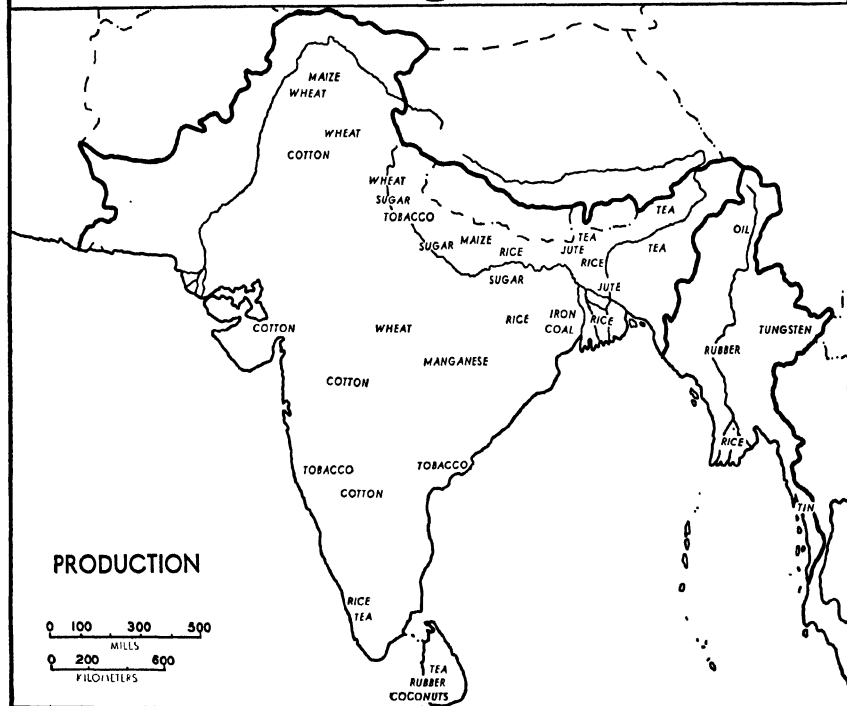 MAIZE
WHEAT
WHEAT
COTTON
WHEAT
SUGAR
TOBACCO
TEA
SUGAR
MAIZE
RICE
TEA
JUTE
RICE
TEA
OIL
SUGAR
JUTE
COTTON
WHEAT
RICE
IRON
COAL
RICE
TUNGSTEN
RUBBER
MANGANESE
COTTON
RICE
TOBACCO
TOBACCO
COTTON
TIN
PRODUCTION
RICE
TEA
0 100 300 500
MILLS
0 200 600
KILOMETERS
TEA
RUBBER
COCONUTS